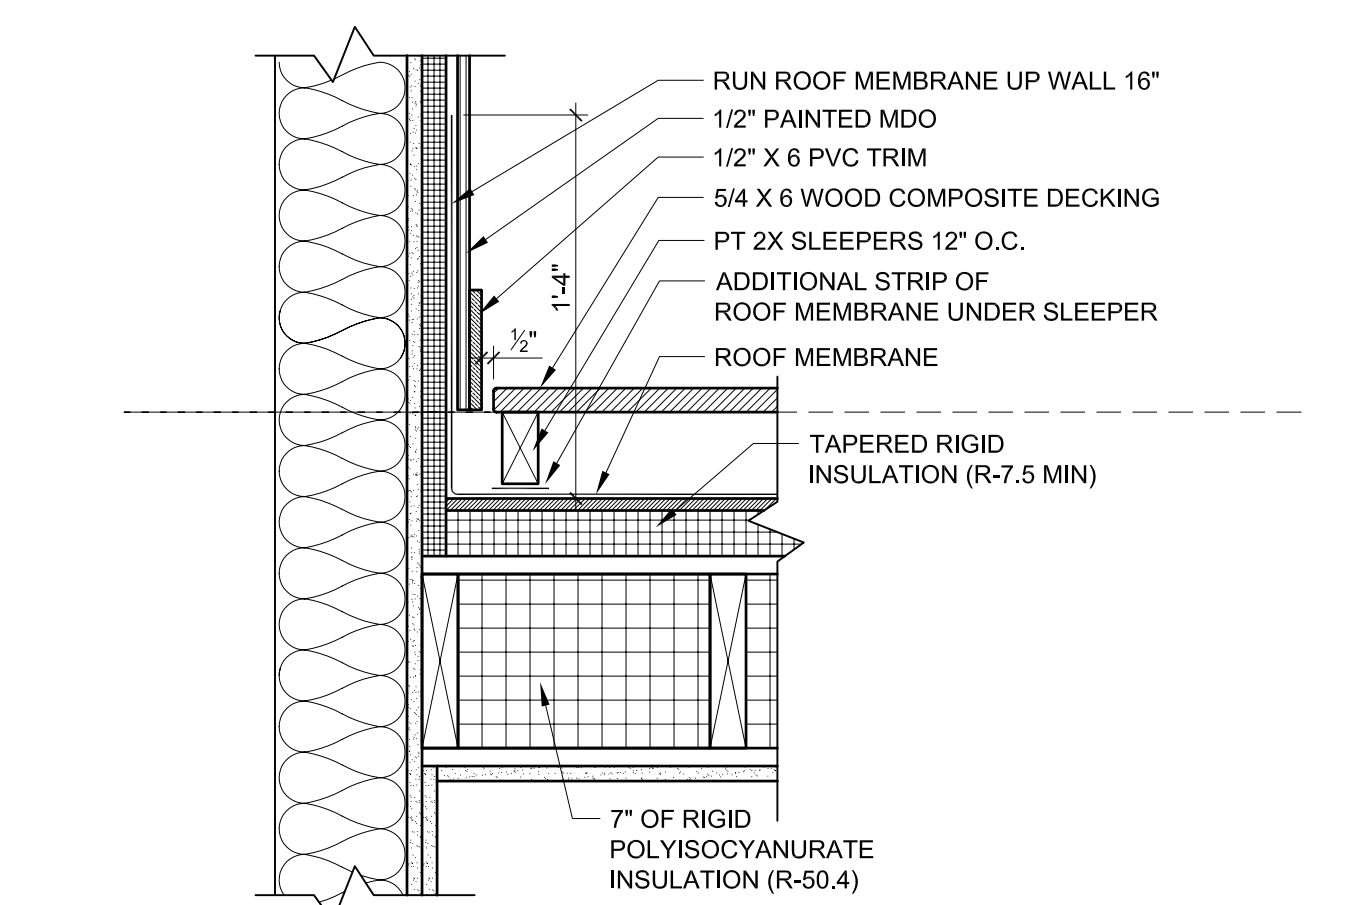 RUN ROOF MEMBRANE UP WALL 16"
1/2" PAINTED MDO
1/2" X 6 PVC TRIM
5/4 X 6 WOOD COMPOSITE DECKING
PT 2X SLEEPERS 12" O.C.
ADDITIONAL STRIP OF
ROOF MEMBRANE UNDER SLEEPER
1'-4"
½"
ROOF MEMBRANE
TAPERED RIGID
INSULATION (R-7.5 MIN)
7" OF RIGID
POLYISOCYANURATE
INSULATION (R-50.4)